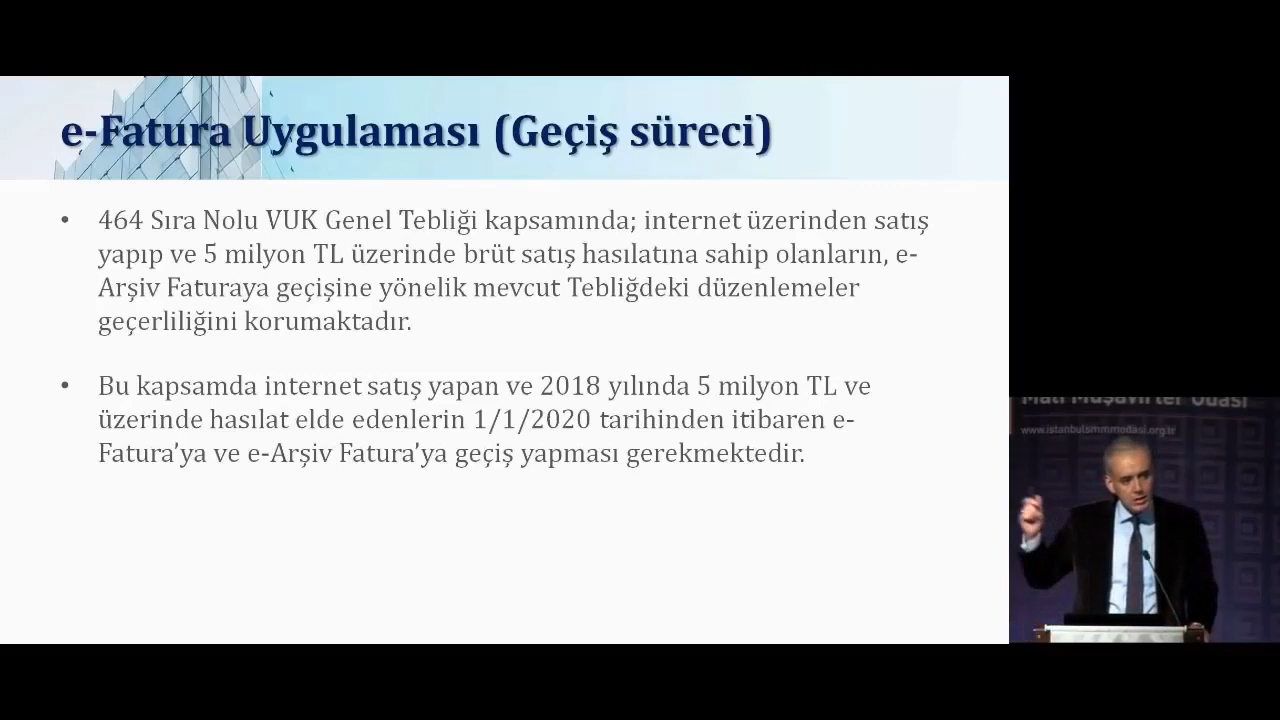 e-Fatura Uygulaması (Geçiş süreci)
• 464 Sıra Nolu VUK Genel Tebliği kapsamında; internet üzerinden satış
yapıp ve 5 milyon TL üzerinde brüt satış hasılatına sahip olanların, e-
Arşiv Faturaya geçişine yönelik mevcut Tebliğdeki düzenlemeler
geçerliliğini korumaktadır.
• Bu kapsamda internet satış yapan ve 2018 yılında 5 milyon TL ve
üzerinde hasılat elde edenlerin 1/1/2020 tarihinden itibaren e-
Fatura’ya ve e-Arşiv Fatura’ya geçiş yapması gerekmektedir.
Mali Müşavirler Odası
www.istanbulsmmmodasi.org.tr